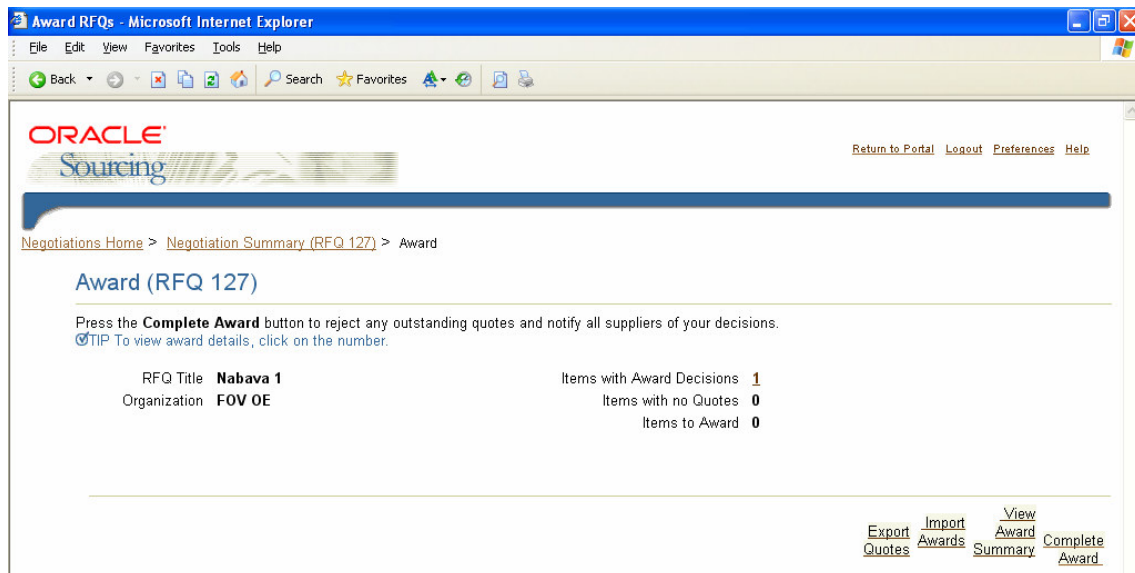 Award RFQs - Microsoft Internet Explorer
File Edit View Favorites Tools Help
Back Search Favorites
ORACLE
Sourcing
Return to Portal Logout Preferences Help
Negotiations Home > Negotiation Summary (RFQ 127) > Award
Award (RFQ 127)
Press the Complete Award button to reject any outstanding quotes and notify all suppliers of your decisions.
TIP To view award details, click on the number.
RFQ Title Nabava 1 Items with Award Decisions 1
Organization FOV OE Items with no Quotes 0
Items to Award 0
Export Quotes
Import Awards
View Award Summary
Complete Award